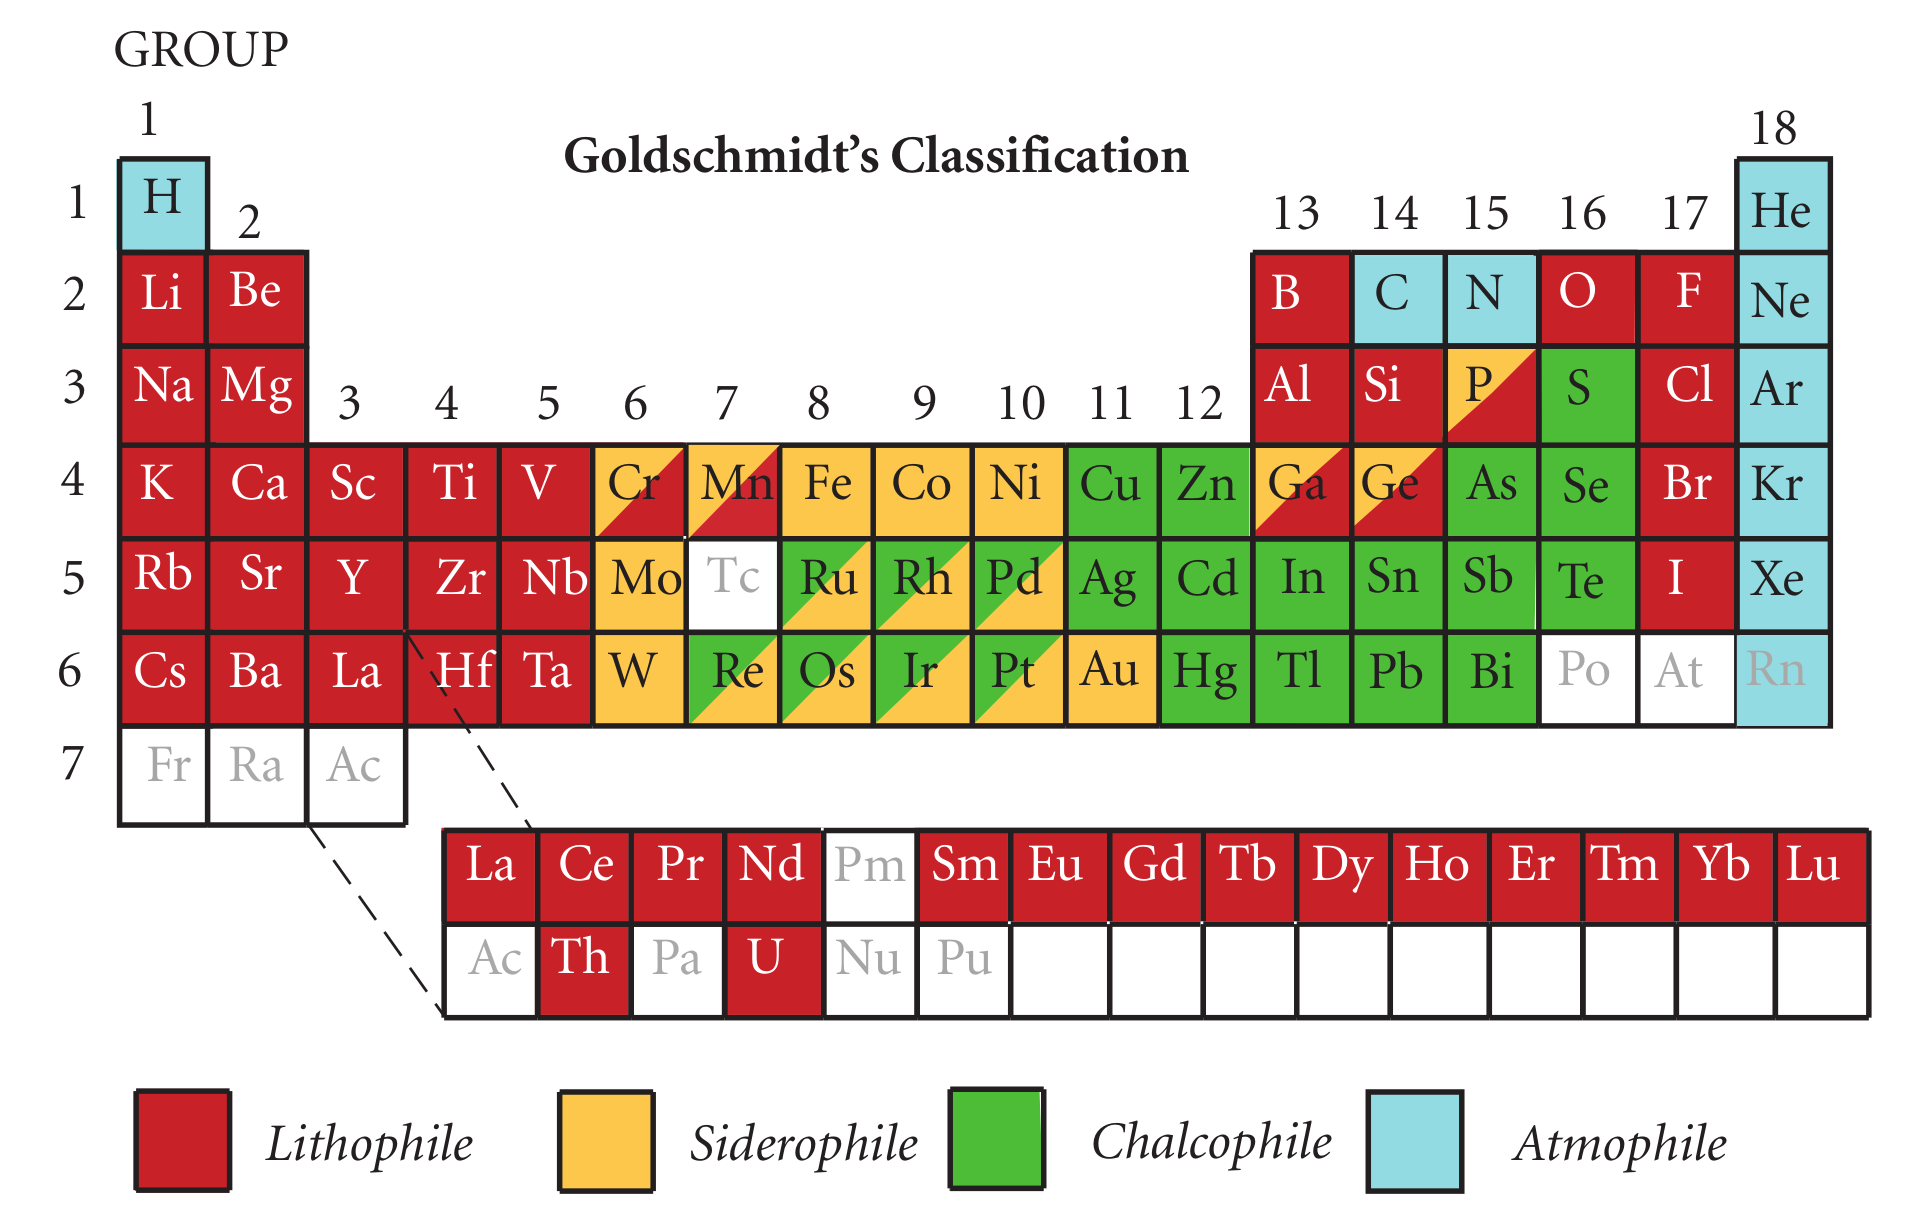 GROUP
1
18
Goldschmidt's Classification
1 H 2 13 14 15 16 17 He
2 Li Be B C N O F Ne
3 Na Mg 3 4 5 6 7 8 9 10 11 12 Al Si P S Cl Ar
4 K Ca Sc Ti V Cr Mn Fe Co Ni Cu Zn Ga Ge As Se Br Kr
5 Rb Sr Y Zr Nb Mo Tc Ru Rh Pd Ag Cd In Sn Sb Te I Xe
6 Cs Ba La Hf Ta W Re Os Ir Pt Au Hg Tl Pb Bi Po At Rn
7 Fr Ra Ac
La Ce Pr Nd Pm Sm Eu Gd Tb Dy Ho Er Tm Yb Lu
Ac Th Pa U Nu Pu
Lithophile Siderophile Chalcophile Atmophile